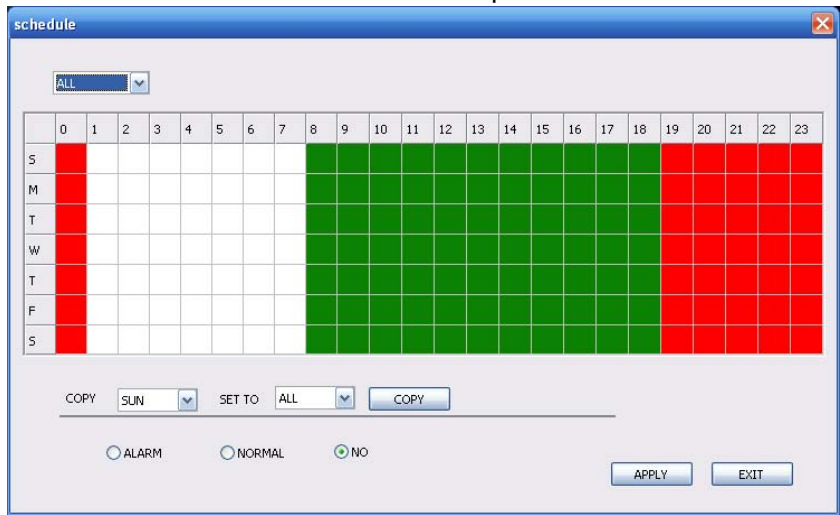 schedule
ALL
0 1 2 3 4 5 6 7 8 9 10 11 12 13 14 15 16 17 18 19 20 21 22 23
S
M
T
W
T
F
S
COPY SUN SET TO ALL COPY
ALARM NORMAL NO
APPLY EXIT